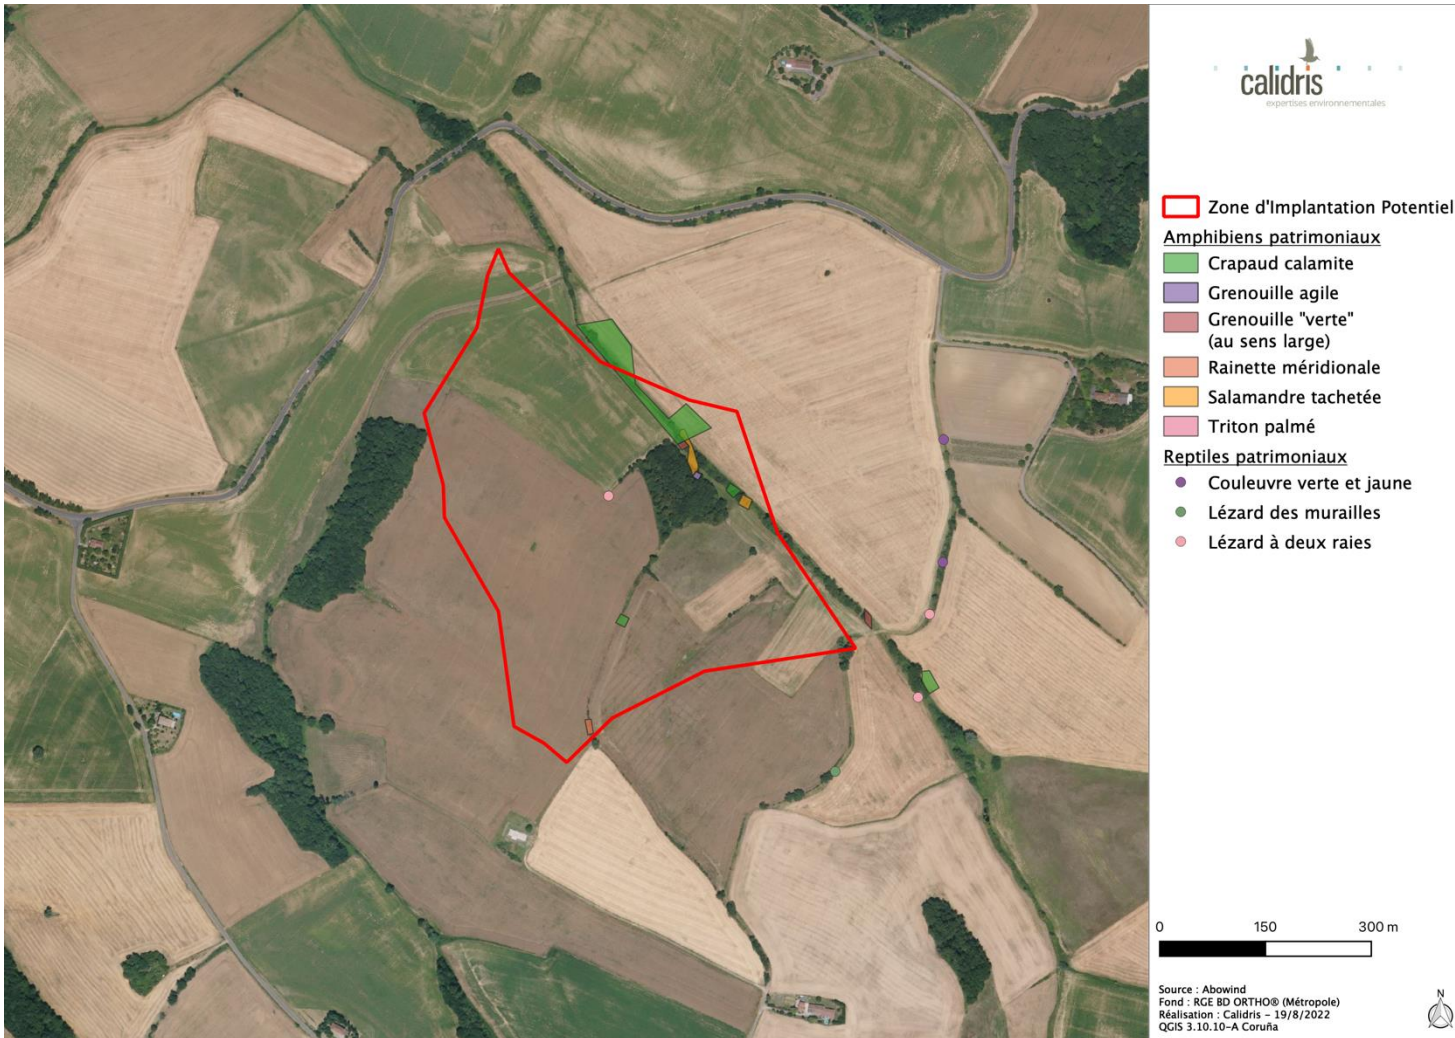 calidris
expertises environnementales
Zone d'Implantation Potentiel
Amphibiens patrimoniaux
Crapaud calamite
Grenouille agile
Grenouille "verte"
(au sens large)
Rainette méridionale
Salamandre tachetée
Triton palmé
Reptiles patrimoniaux
Couleuvre verte et jaune
Lézard des murailles
Lézard à deux raies
0 150 300 m
Source : Abowind
Fond : RGE BD ORTHO® (Métropole)
Réalisation : Calidris - 19/8/2022
QGIS 3.10.10-A Coruña
N